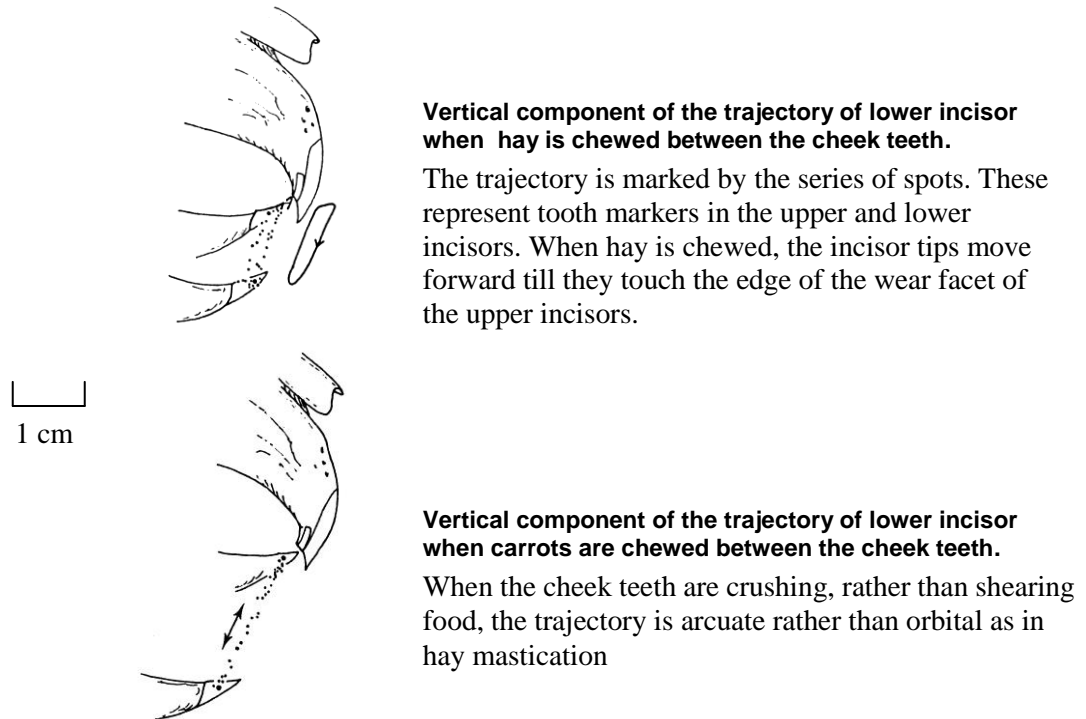 Vertical component of the trajectory of lower incisor
when hay is chewed between the cheek teeth.
The trajectory is marked by the series of spots. These
represent tooth markers in the upper and lower
incisors. When hay is chewed, the incisor tips move
forward till they touch the edge of the wear facet of
the upper incisors.
1 cm
Vertical component of the trajectory of lower incisor
when carrots are chewed between the cheek teeth.
When the cheek teeth are crushing, rather than shearing
food, the trajectory is arcuate rather than orbital as in
hay mastication